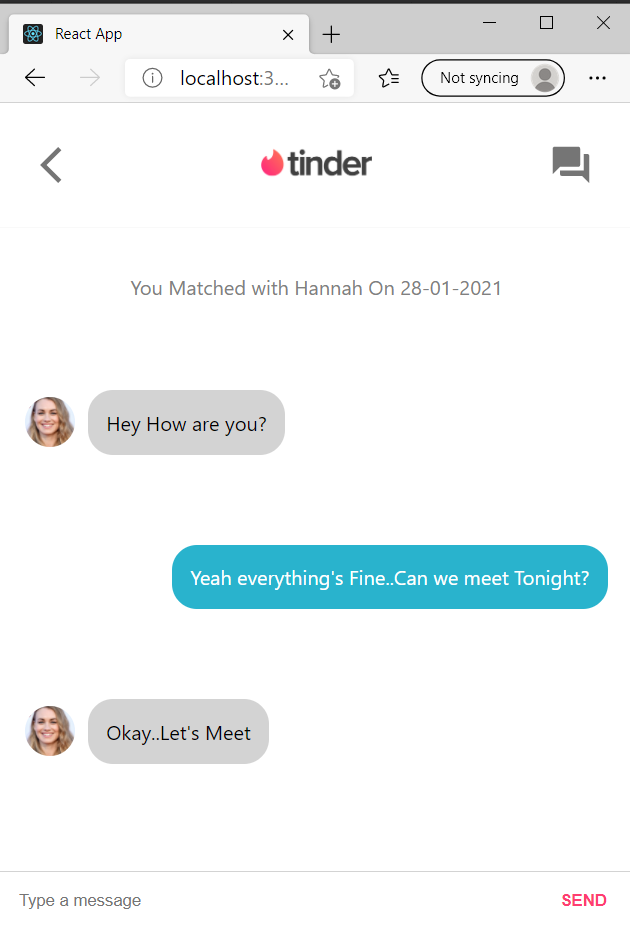 React App
localhost:3...
Not syncing
tinder
You Matched with Hannah On 28-01-2021
Hey How are you?
Yeah everything's Fine..Can we meet Tonight?
Okay..Let's Meet
Type a message
SEND